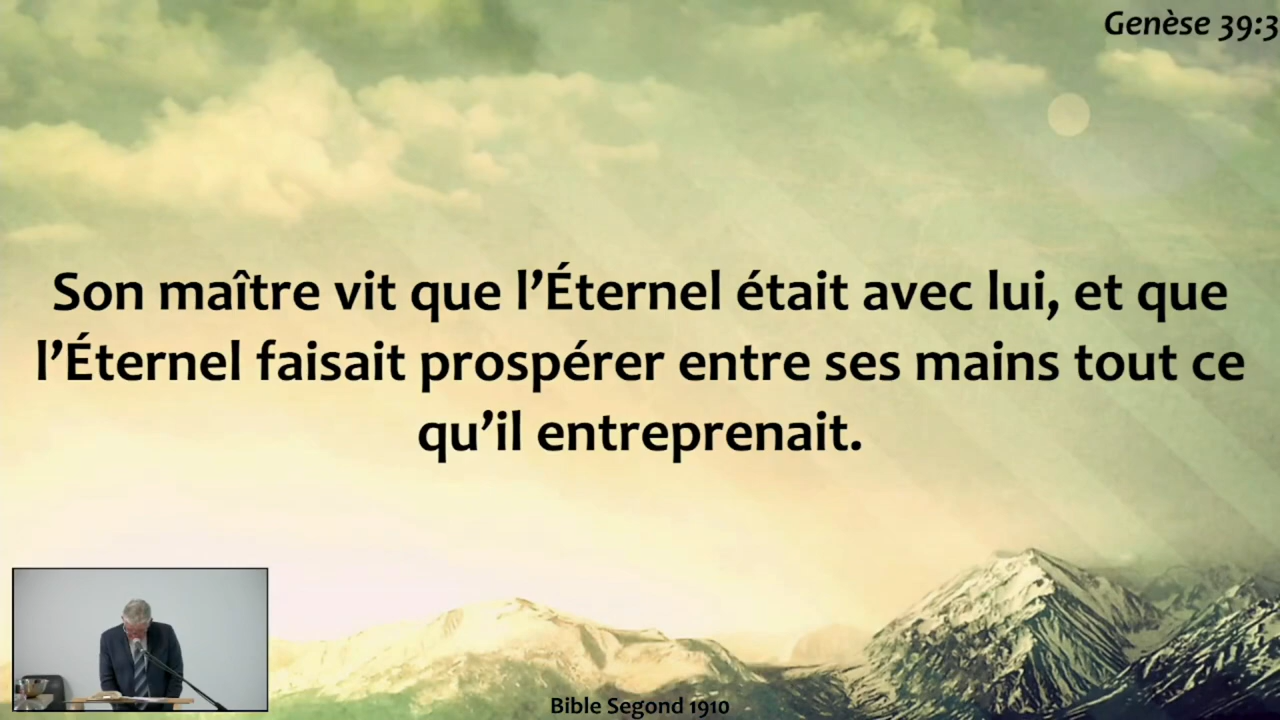 Genèse 39:3
Son maître vit que l’Éternel était avec lui, et que
l’Éternel faisait prospérer entre ses mains tout ce
qu’il entreprenait.
Bible Segond 1910